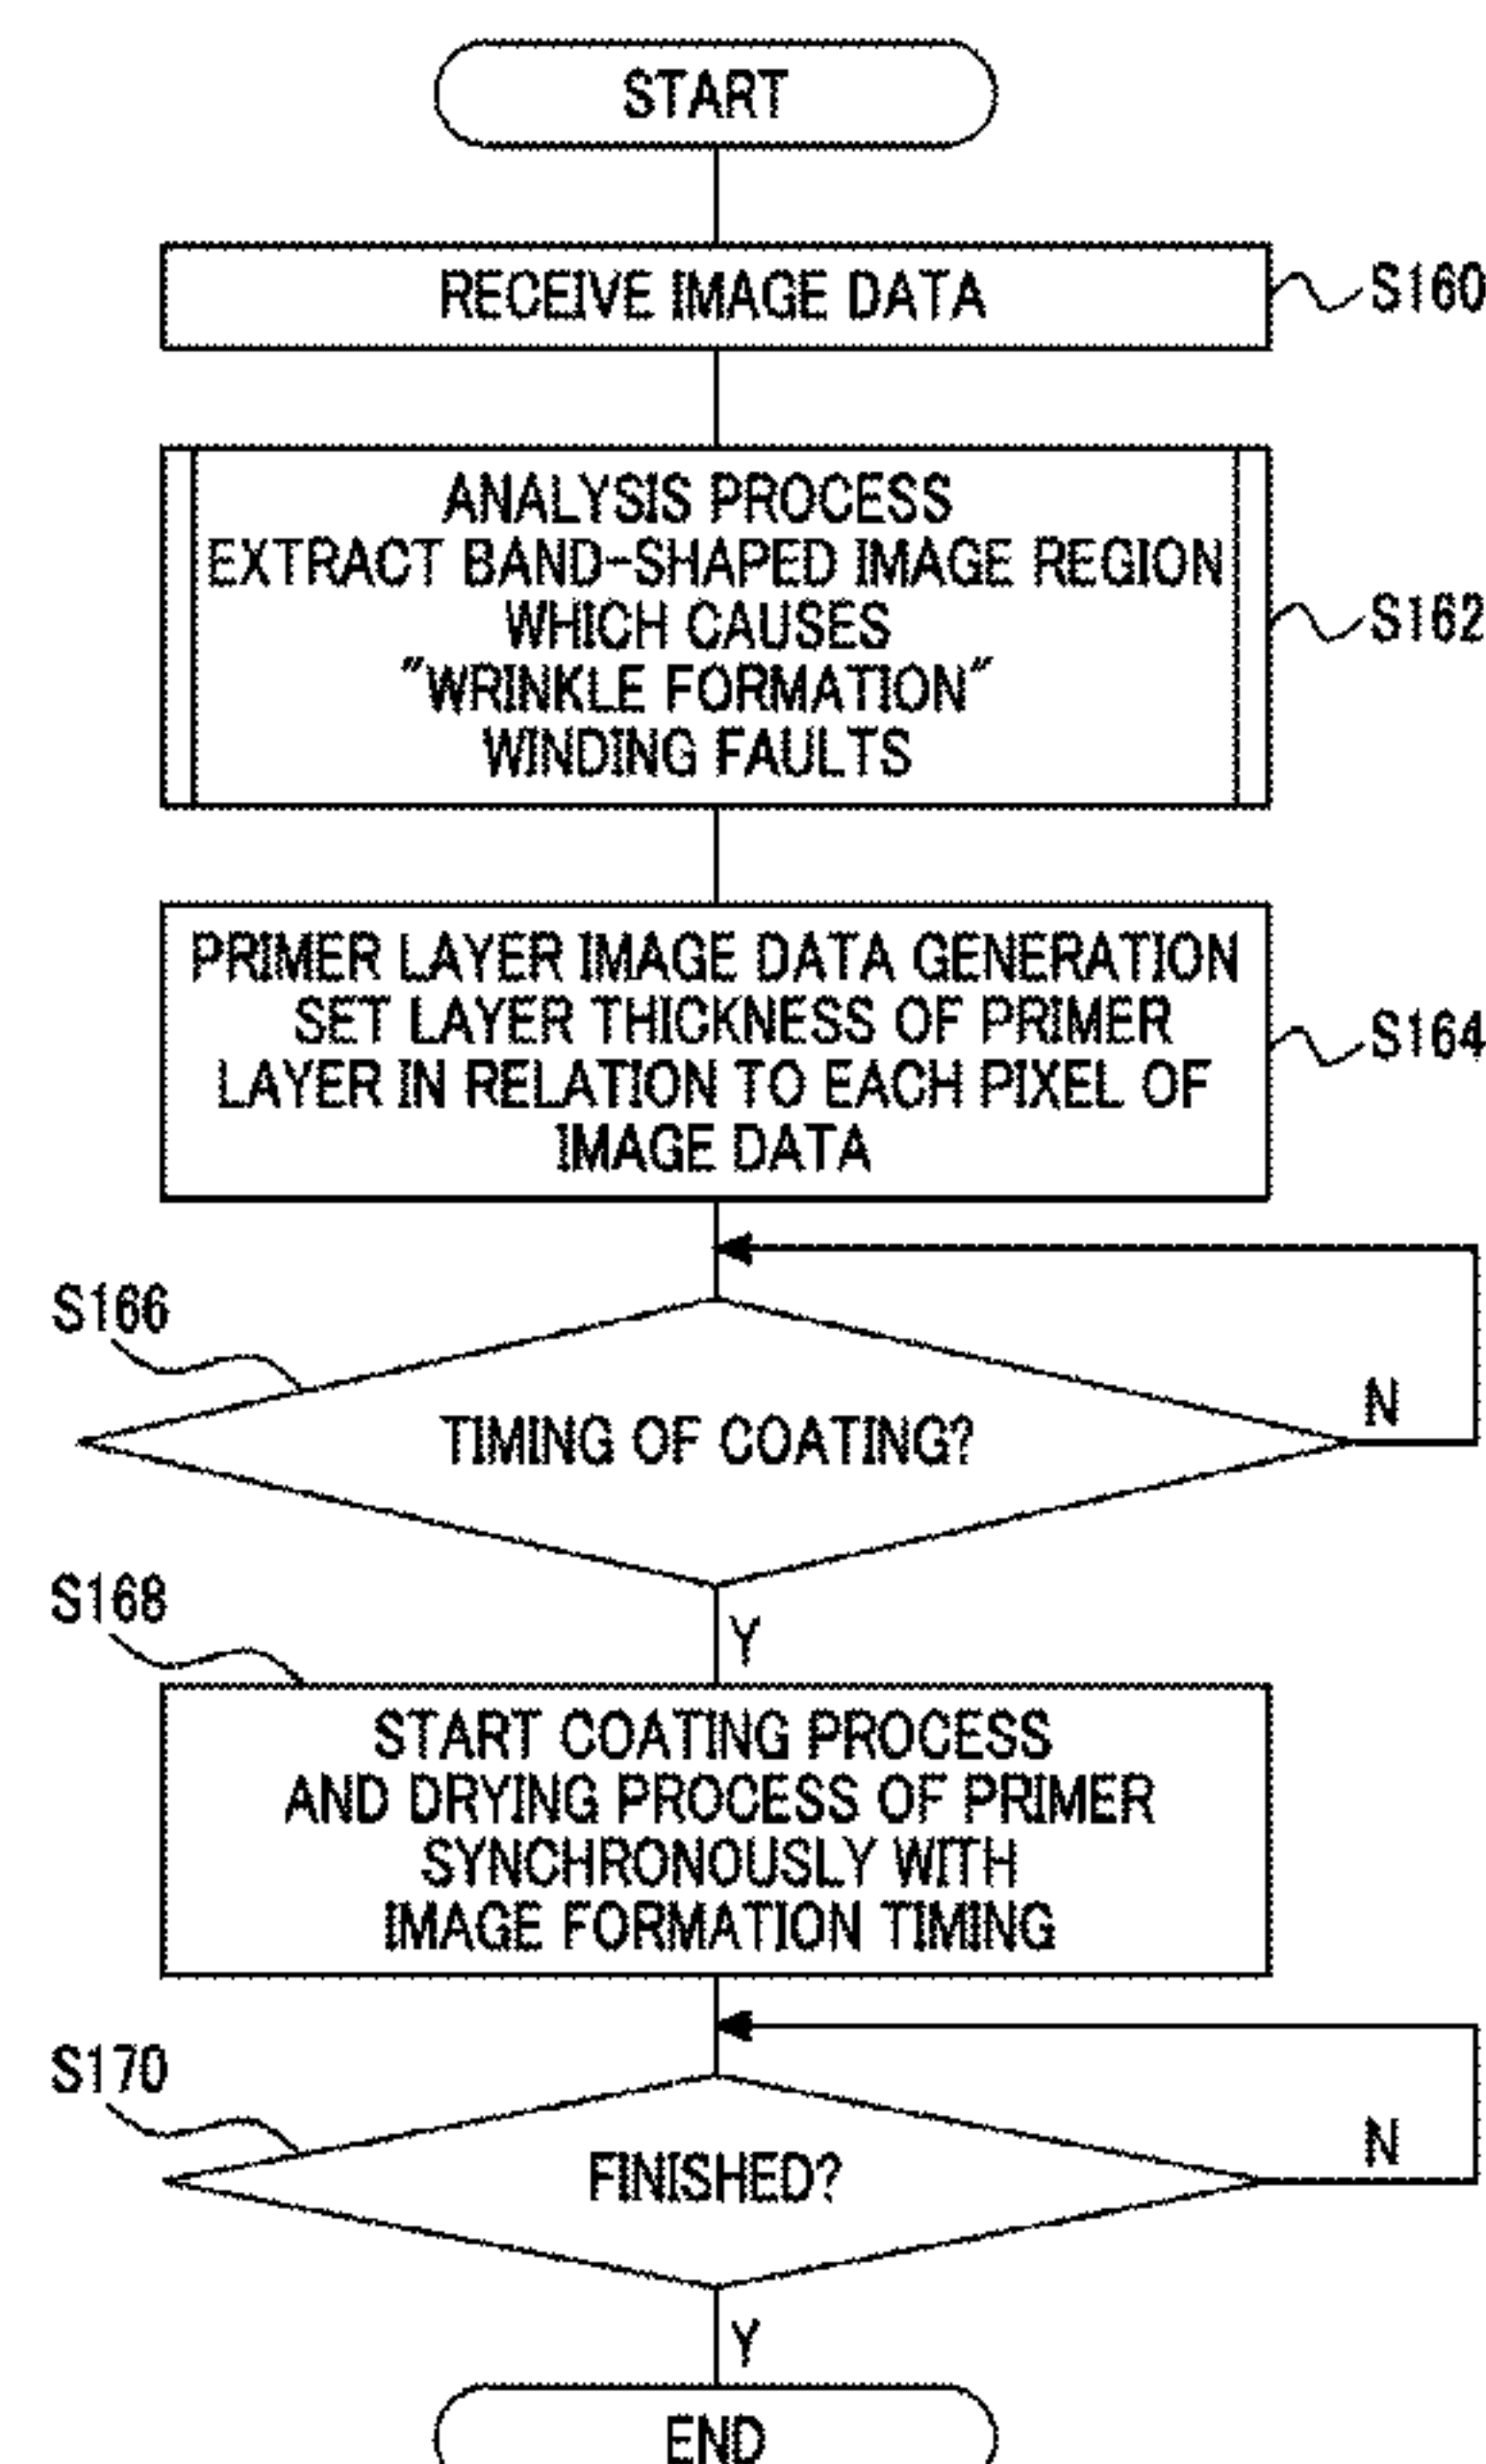 START
RECEIVE IMAGE DATA
S160
ANALYSIS PROCESS
EXTRACT BAND-SHAPED IMAGE REGION
WHICH CAUSES
"WRINKLE FORMATION"
WINDING FAULTS
S162
PRIMER LAYER IMAGE DATA GENERATION
SET LAYER THICKNESS OF PRIMER
LAYER IN RELATION TO EACH PIXEL OF
IMAGE DATA
S164
S166
TIMING OF COATING?
N
Y
S168
START COATING PROCESS
AND DRYING PROCESS OF PRIMER
SYNCHRONOUSLY WITH
IMAGE FORMATION TIMING
S170
FINISHED?
N
Y
END